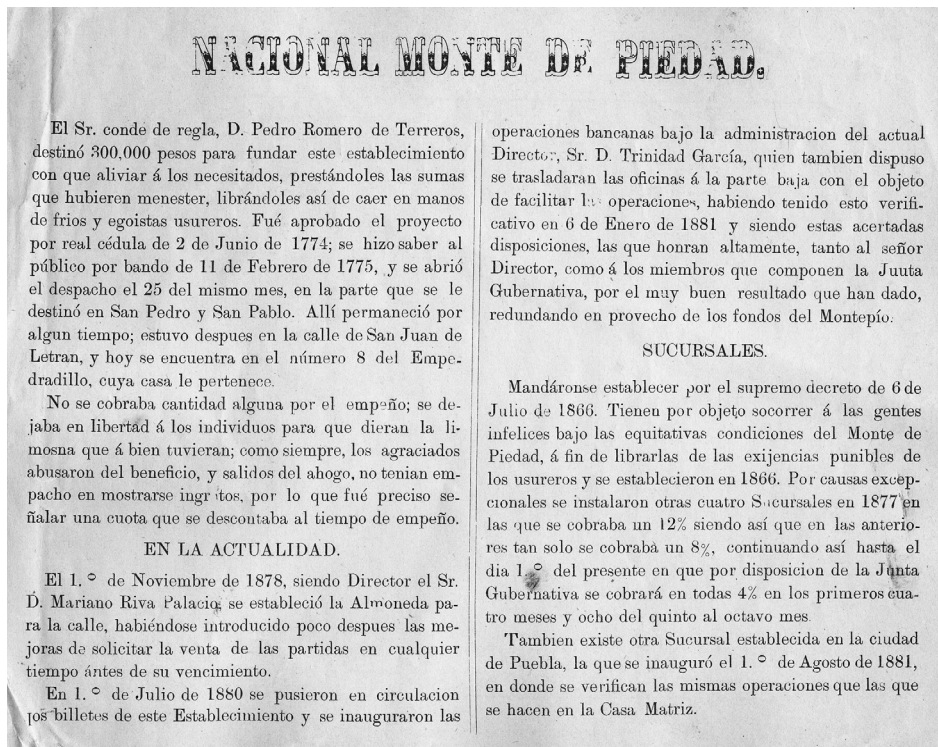 NACIONAL MONTE DE PIEDAD.
El Sr. conde de regla, D. Pedro Romero de Terreros,
destinó 300,000 pesos para fundar este establecimiento
con que aliviar á los necesitados, prestándoles las sumas
que hubieren menester, librándoles así de caer en manos
de frios y egoistas usureros. Fué aprobado el proyecto
por real cédula de 2 de Junio de 1774; se hizo saber al
público por bando de 11 de Febrero de 1775, y se abrió
el despacho el 25 del mismo mes, en la parte que se le
destinó en San Pedro y San Pablo. Allí permaneció por
algun tiempo; estuvo despues en la calle de San Juan de
Letran, y hoy se encuentra en el número 8 del Empe-
dradillo, cuya casa le pertenece.
No se cobraba cantidad alguna por el empeño; se de-
jaba en libertad á los individuos para que dieran la li-
mosna que á bien tuvieran; como siempre, los agraciados
abusaron del beneficio, y salidos del ahogo, no tenian em-
pacho en mostrarse ingratos, por lo que fué preciso se-
ñalar una cuota que se descontaba al tiempo de empeño.
EN LA ACTUALIDAD.
El 1.º de Noviembre de 1878, siendo Director el Sr.
D. Mariano Riva Palacio, se estableció la Almoneda pa-
ra la calle, habiéndose introducido poco despues las me-
joras de solicitar la venta de las partidas en cualquier
tiempo ántes de su vencimiento.
En 1.º de Julio de 1880 se pusieron en circulacion
los billetes de este Establecimiento y se inauguraron las
operaciones bancanas bajo la administracion del actual
Director, Sr. D. Trinidad García, quien tambien dispuso
se trasladaran las oficinas á la parte baja con el objeto
de facilitar las operaciones, habiendo tenido esto verifi-
cativo en 6 de Enero de 1881 y siendo estas acertadas
disposiciones, las que honran altamente, tanto al señor
Director, como á los miembros que componen la Juuta
Gubernativa, por el muy buen resultado que han dado,
redundando en provecho de los fondos del Montepío.
SUCURSALES.
Mandáronse establecer por el supremo decreto de 6 de
Julio de 1866. Tienen por objeto socorrer á las gentes
infelices bajo las equitativas condiciones del Monte de
Piedad, á fin de librarlas de las exijencias punibles de
los usureros y se establecieron en 1866. Por causas excep-
cionales se instalaron otras cuatro Sucursales en 1877 en
las que se cobraba un 12% siendo así que en las anterio-
res tan solo se cobraba un 8%, continuando así hasta el
dia 1.º del presente en que por disposicion de la Junta
Gubernativa se cobrará en todas 4% en los primeros cua-
tro meses y ocho del quinto al octavo mes.
Tambien existe otra Sucursal establecida en la ciudad
de Puebla, la que se inauguró el 1.º de Agosto de 1881,
en donde se verifican las mismas operaciones que las que
se hacen en la Casa Matriz.